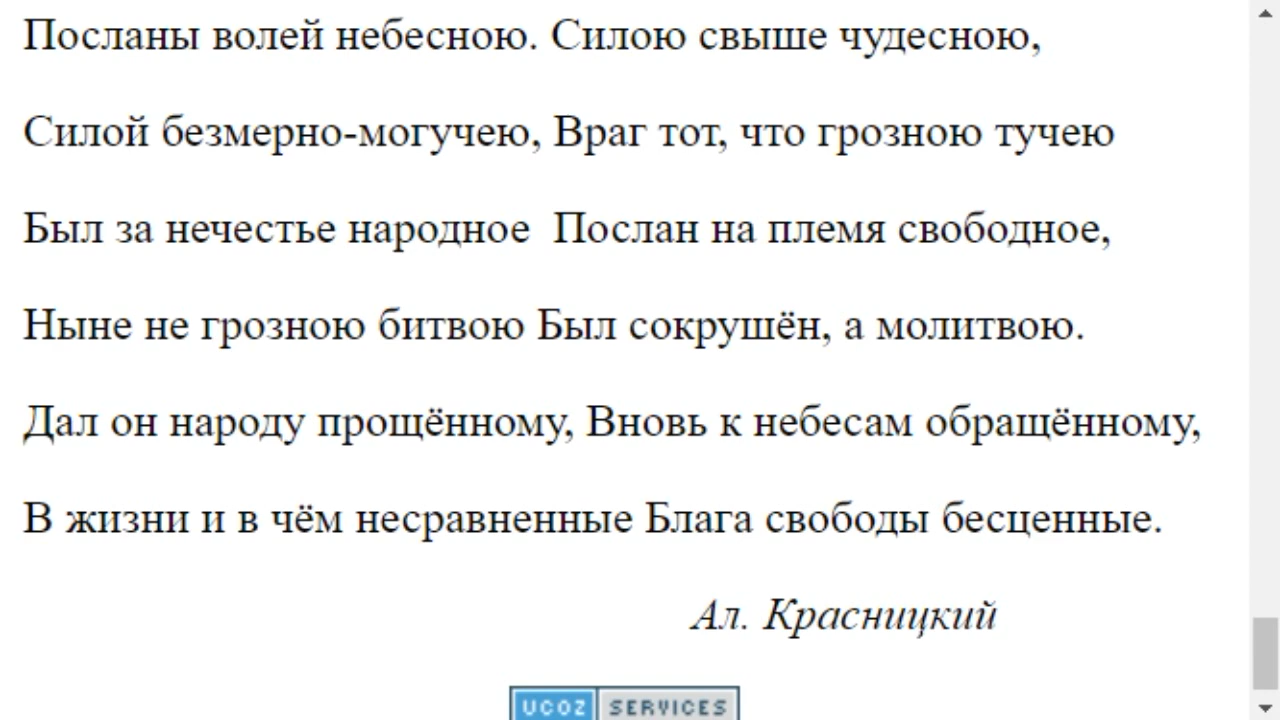 Посланы волей небесною. Силою свыше чудесною,
Силой безмерно-могучею, Враг тот, что грозною тучею
Был за нечестье народное  Послан на племя свободное,
Ныне не грозною битвою Был сокрушён, а молитвою.
Дал он народу прощённому, Вновь к небесам обращённому,
В жизни и в чём несравненные Блага свободы бесценные.
Ал. Красницкий
UCOZ SERVICES